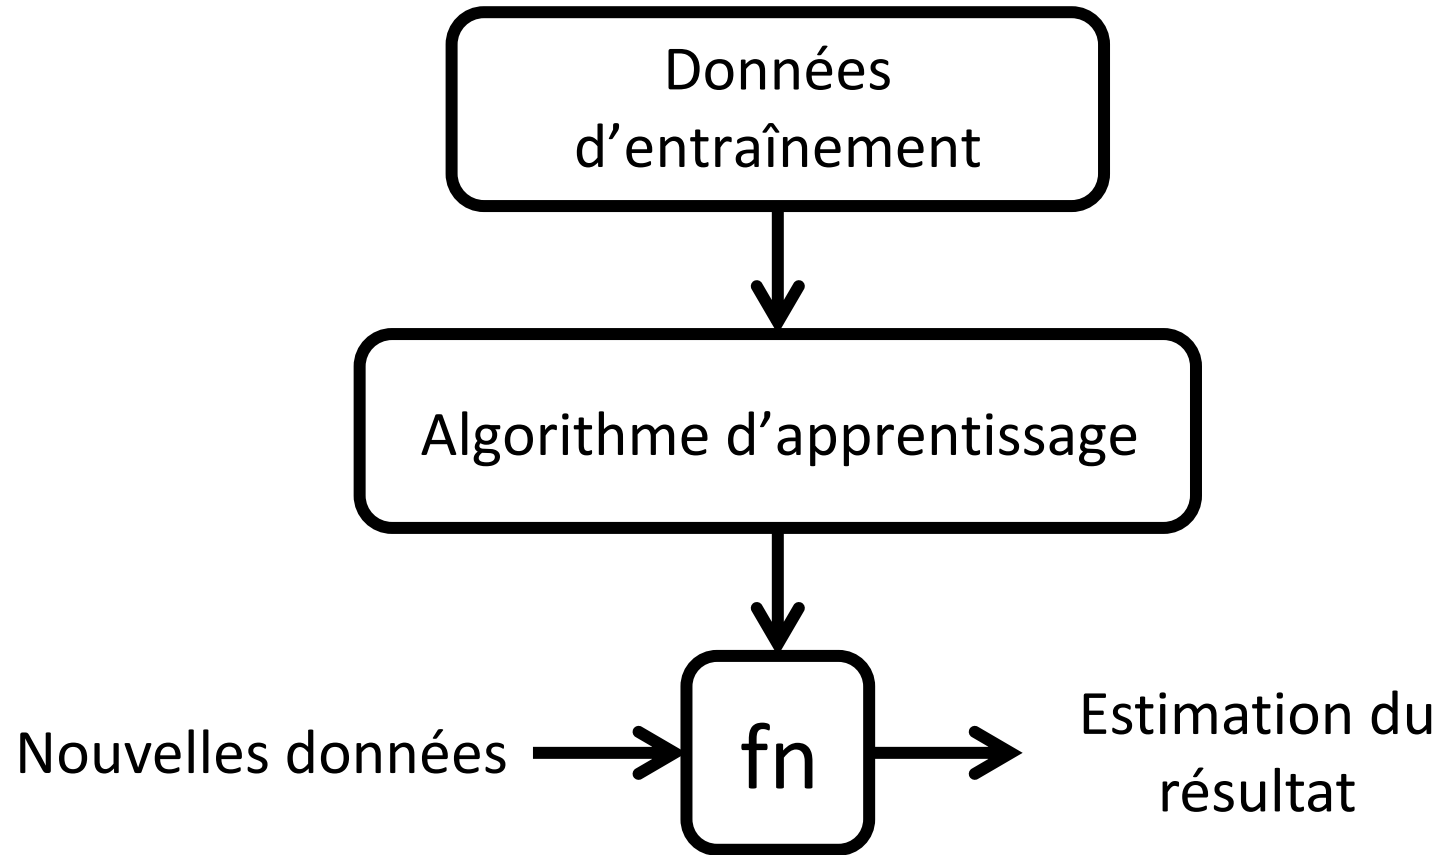 Données
d’entraînement
Algorithme d’apprentissage
Nouvelles données
fn
Estimation du
résultat